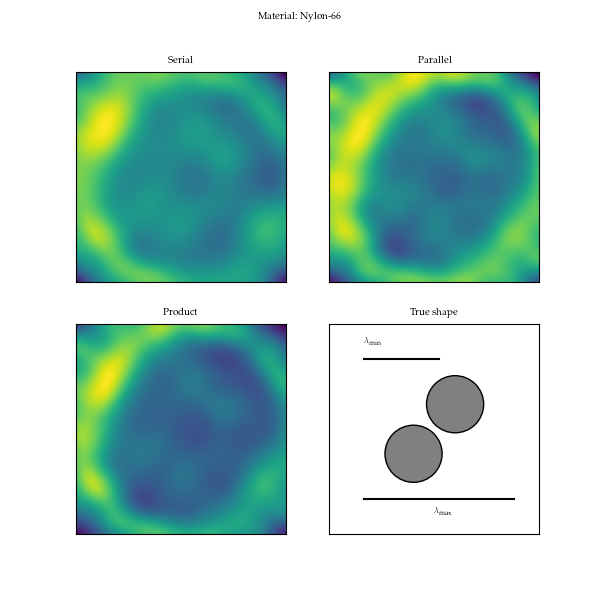 Material: Nylon-66
Serial
Parallel
Product
True shape
λmin
λmax